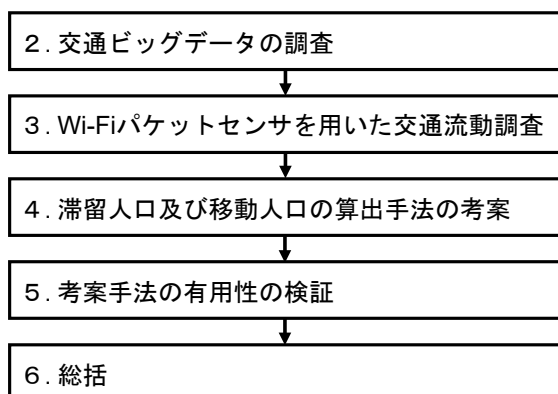 ２. 交通ビッグデータの調査
３. Wi-Fiパケットセンサを用いた交通流動調査
４. 滞留人口及び移動人口の算出手法の考案
５. 考案手法の有用性の検証
６. 総括